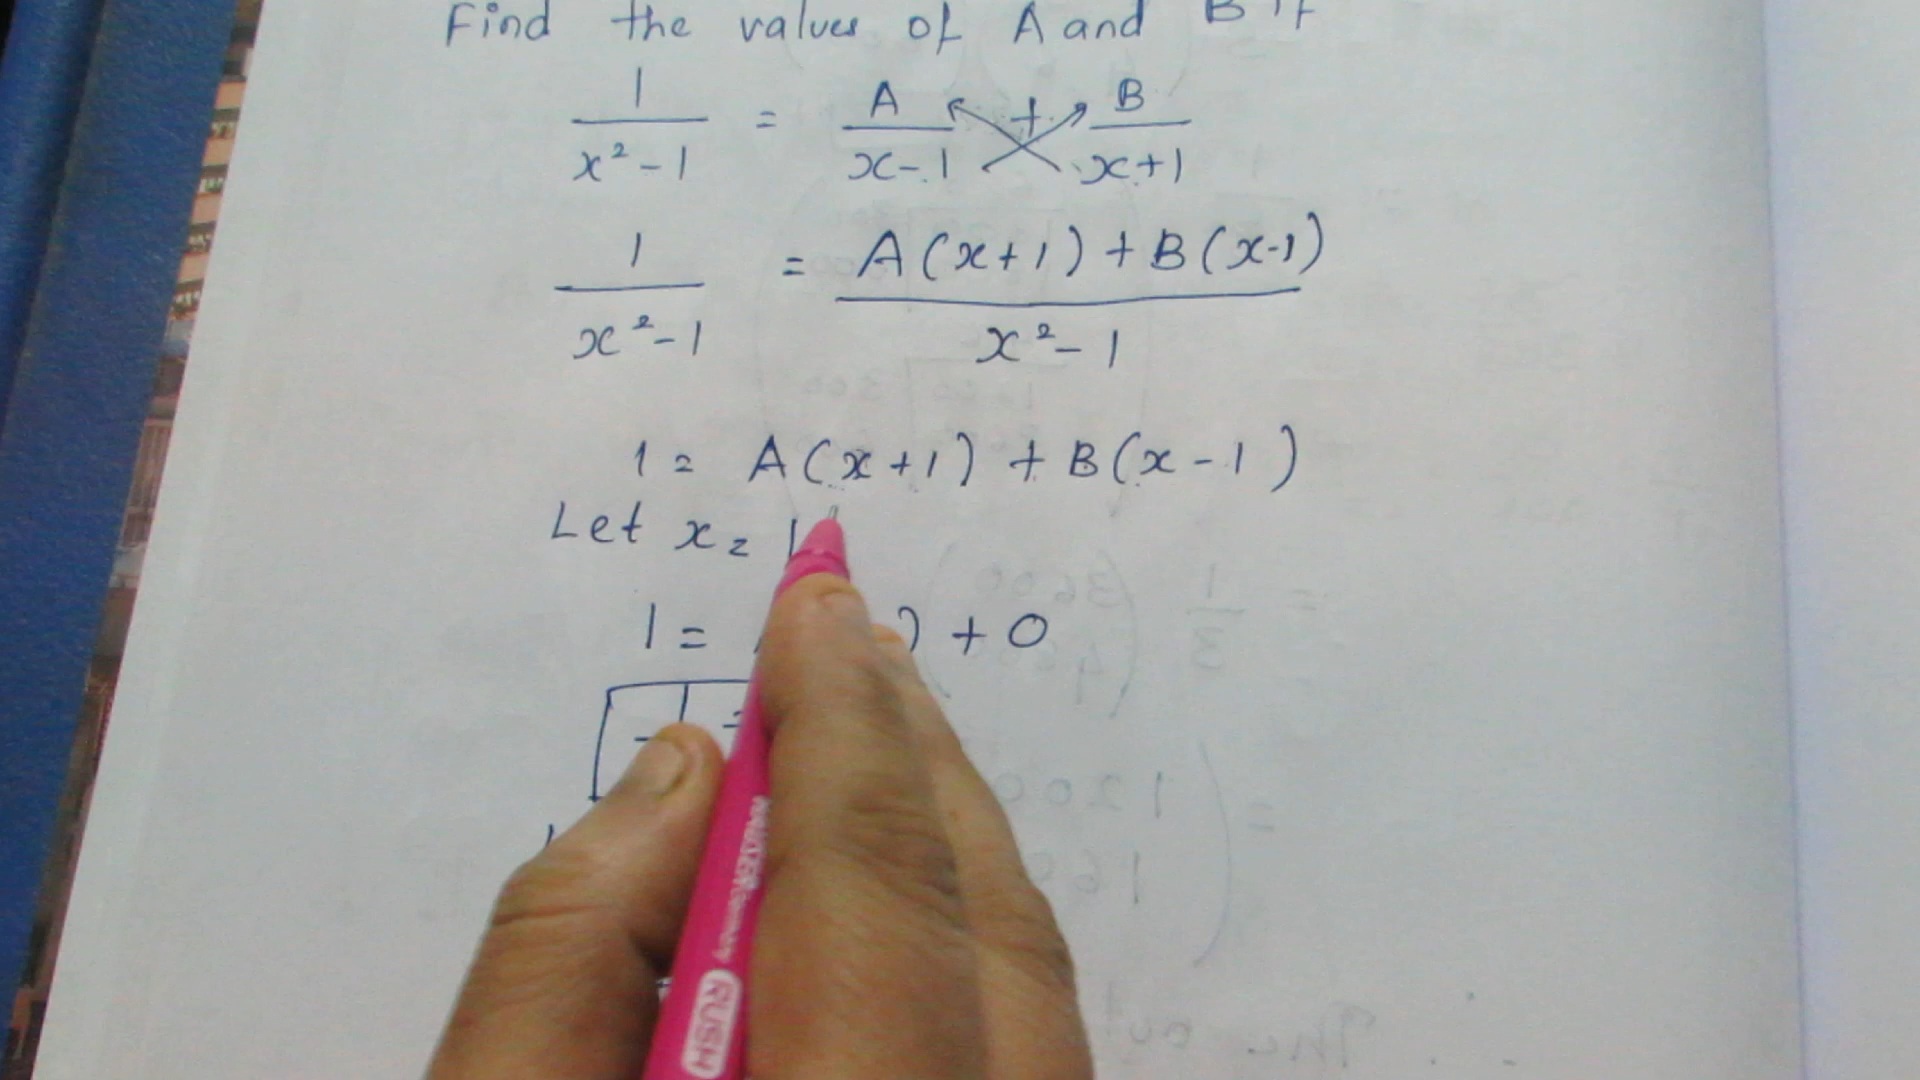 Find the values of A and B if
1/(x² - 1) = A/(x - 1) + B/(x + 1)
1/(x² - 1) = (A(x+1) + B(x-1))/(x² - 1)
1 = A(x+1) + B(x - 1)
Let x = 1
1 = ) + 0
RUSH